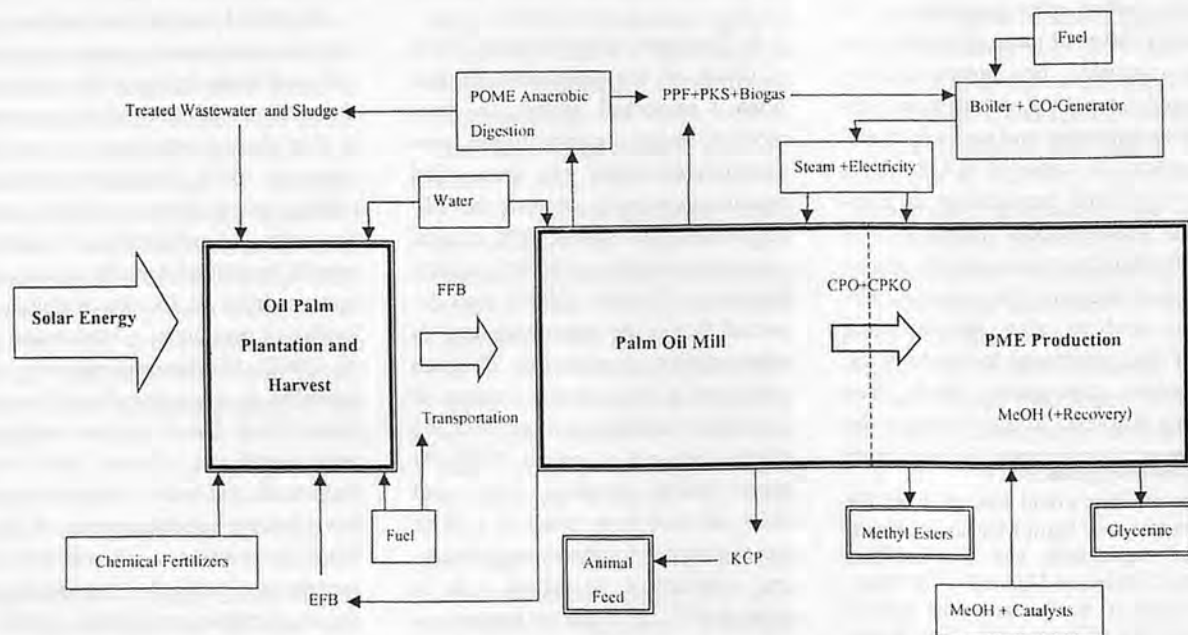 Fuel
Treated Wastewater and Sludge
POME Anaerobic
Digestion
PPF+PKS+Biogas
Boiler + CO-Generator
Steam +Electricity
Water
Solar Energy
Oil Palm
Plantation and
Harvest
FFB
Transportation
Palm Oil Mill
CPO+CPKO
PME Production
MeOH (+Recovery)
Chemical Fertilizers
Fuel
EFB
Animal
Feed
KCP
Methyl Esters
Glycerine
MeOH + Catalysts